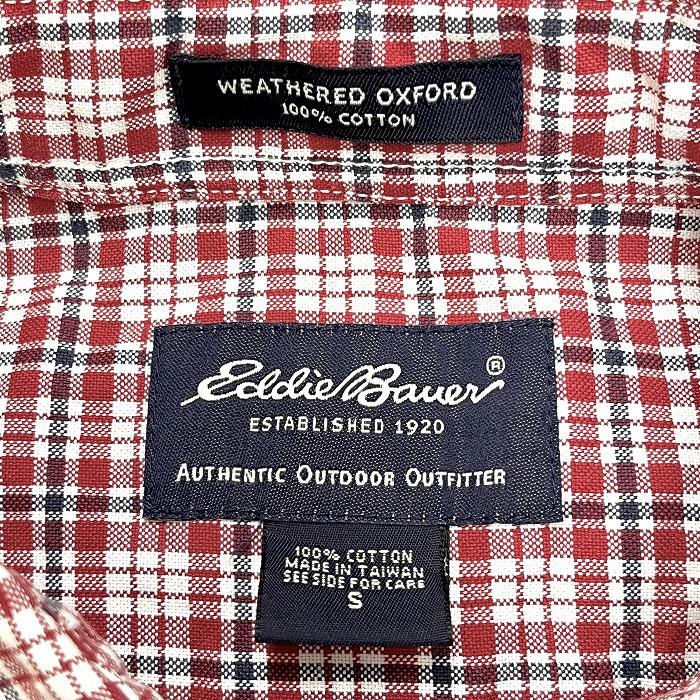 WEATHERED OXFORD
100% COTTON
Eddie Bauer®
ESTABLISHED 1920
AUTHENTIC OUTDOOR OUTFITTER
100% COTTON
MADE IN TAIWAN
SEE SIDE FOR CARE
S